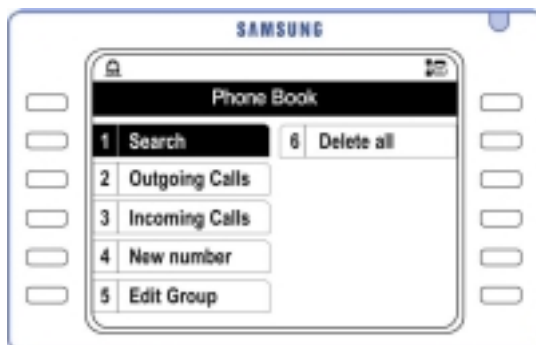 SAMSUNG
Phone Book
1 Search
2 Outgoing Calls
3 Incoming Calls
4 New number
5 Edit Group
6 Delete all